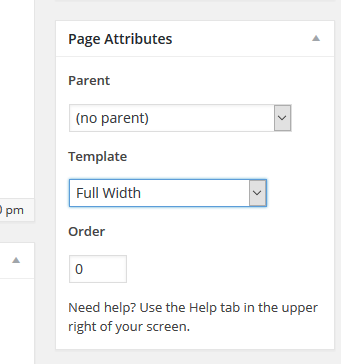 Page Attributes
Parent
(no parent)
Template
Full Width
Order
pm
0
Need help? Use the Help tab in the upper
right of your screen.